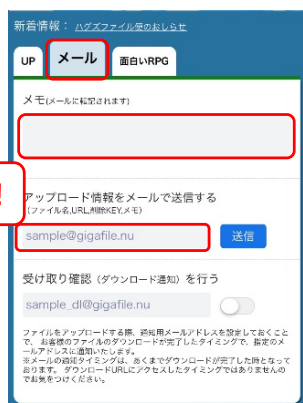 新着情報： ハグズファイル便のおしらせ
UP
メール
面白いRPG
メモ(メールに転記されます)
!
アップロード情報をメールで送信する
(ファイル名,URL,削除KEY,メモ)
sample@gigafile.nu
送信
受け取り確認（ダウンロード通知）を行う
sample_dl@gigafile.nu
ファイルをアップロードする際、通知用メールアドレスを設定しておくこと
で、お客様のファイルのダウンロードが完了したタイミングで、指定のメ
ールアドレスに通知いたします。
※メールの通知タイミングは、あくまでダウンロードが完了した時となって
おります。 ダウンロードURLにアクセスしたタイミングではありませんの
でお気をつけください。